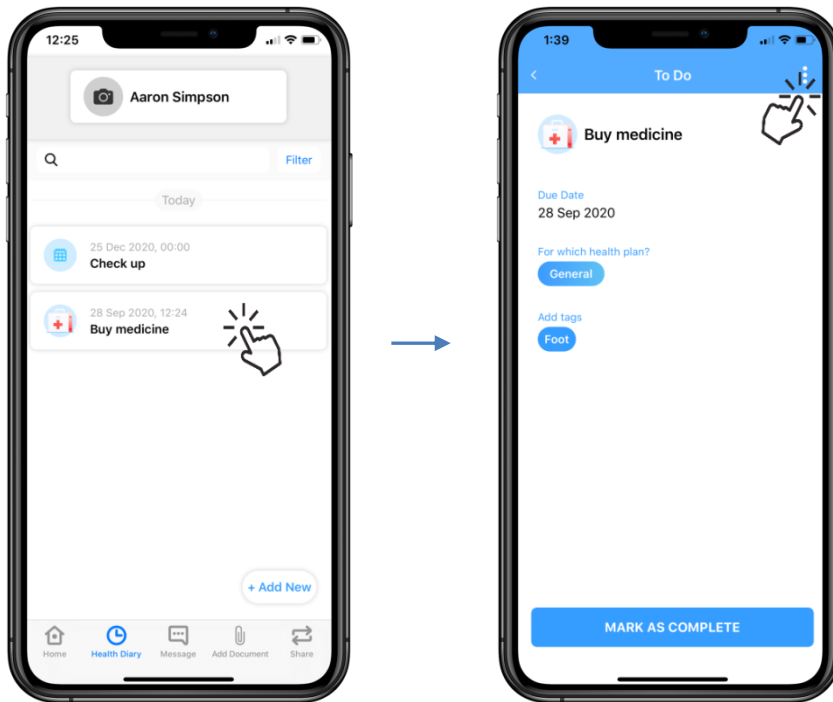 12:25
Aaron Simpson
Filter
Today
25 Dec 2020, 00:00
Check up
28 Sep 2020, 12:24
Buy medicine
+ Add New
Home
Health Diary
Message
Add Document
Share
1:39
To Do
Buy medicine
Due Date
28 Sep 2020
For which health plan?
General
Add tags
Foot
MARK AS COMPLETE